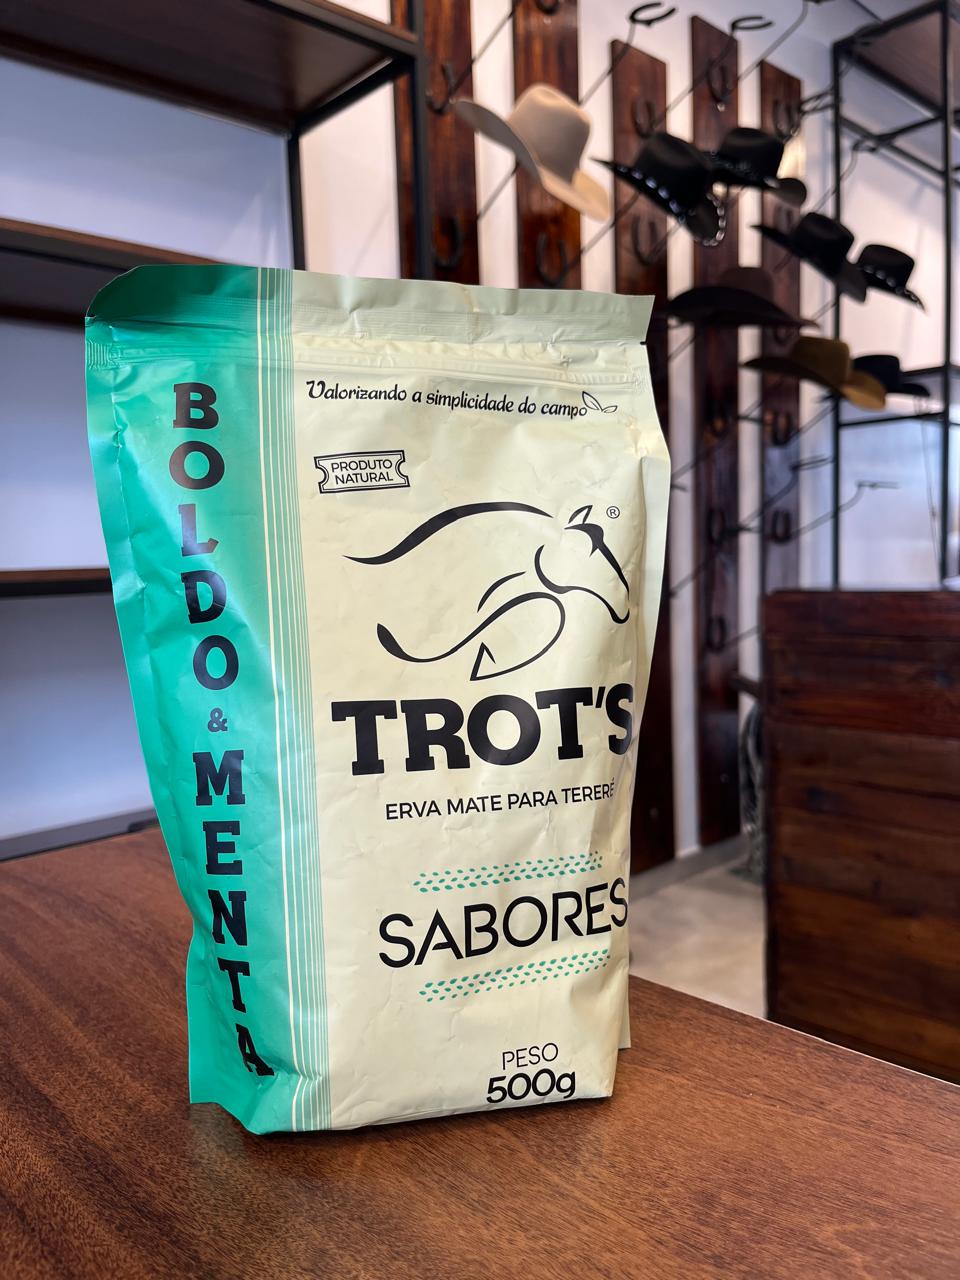 Valorizando a simplicidade do campo
PRODUTO
NATURAL
®
TROT'S
ERVA MATE PARA TERERÉ
SABORES
PESO
500g
BOLDO & MENTA